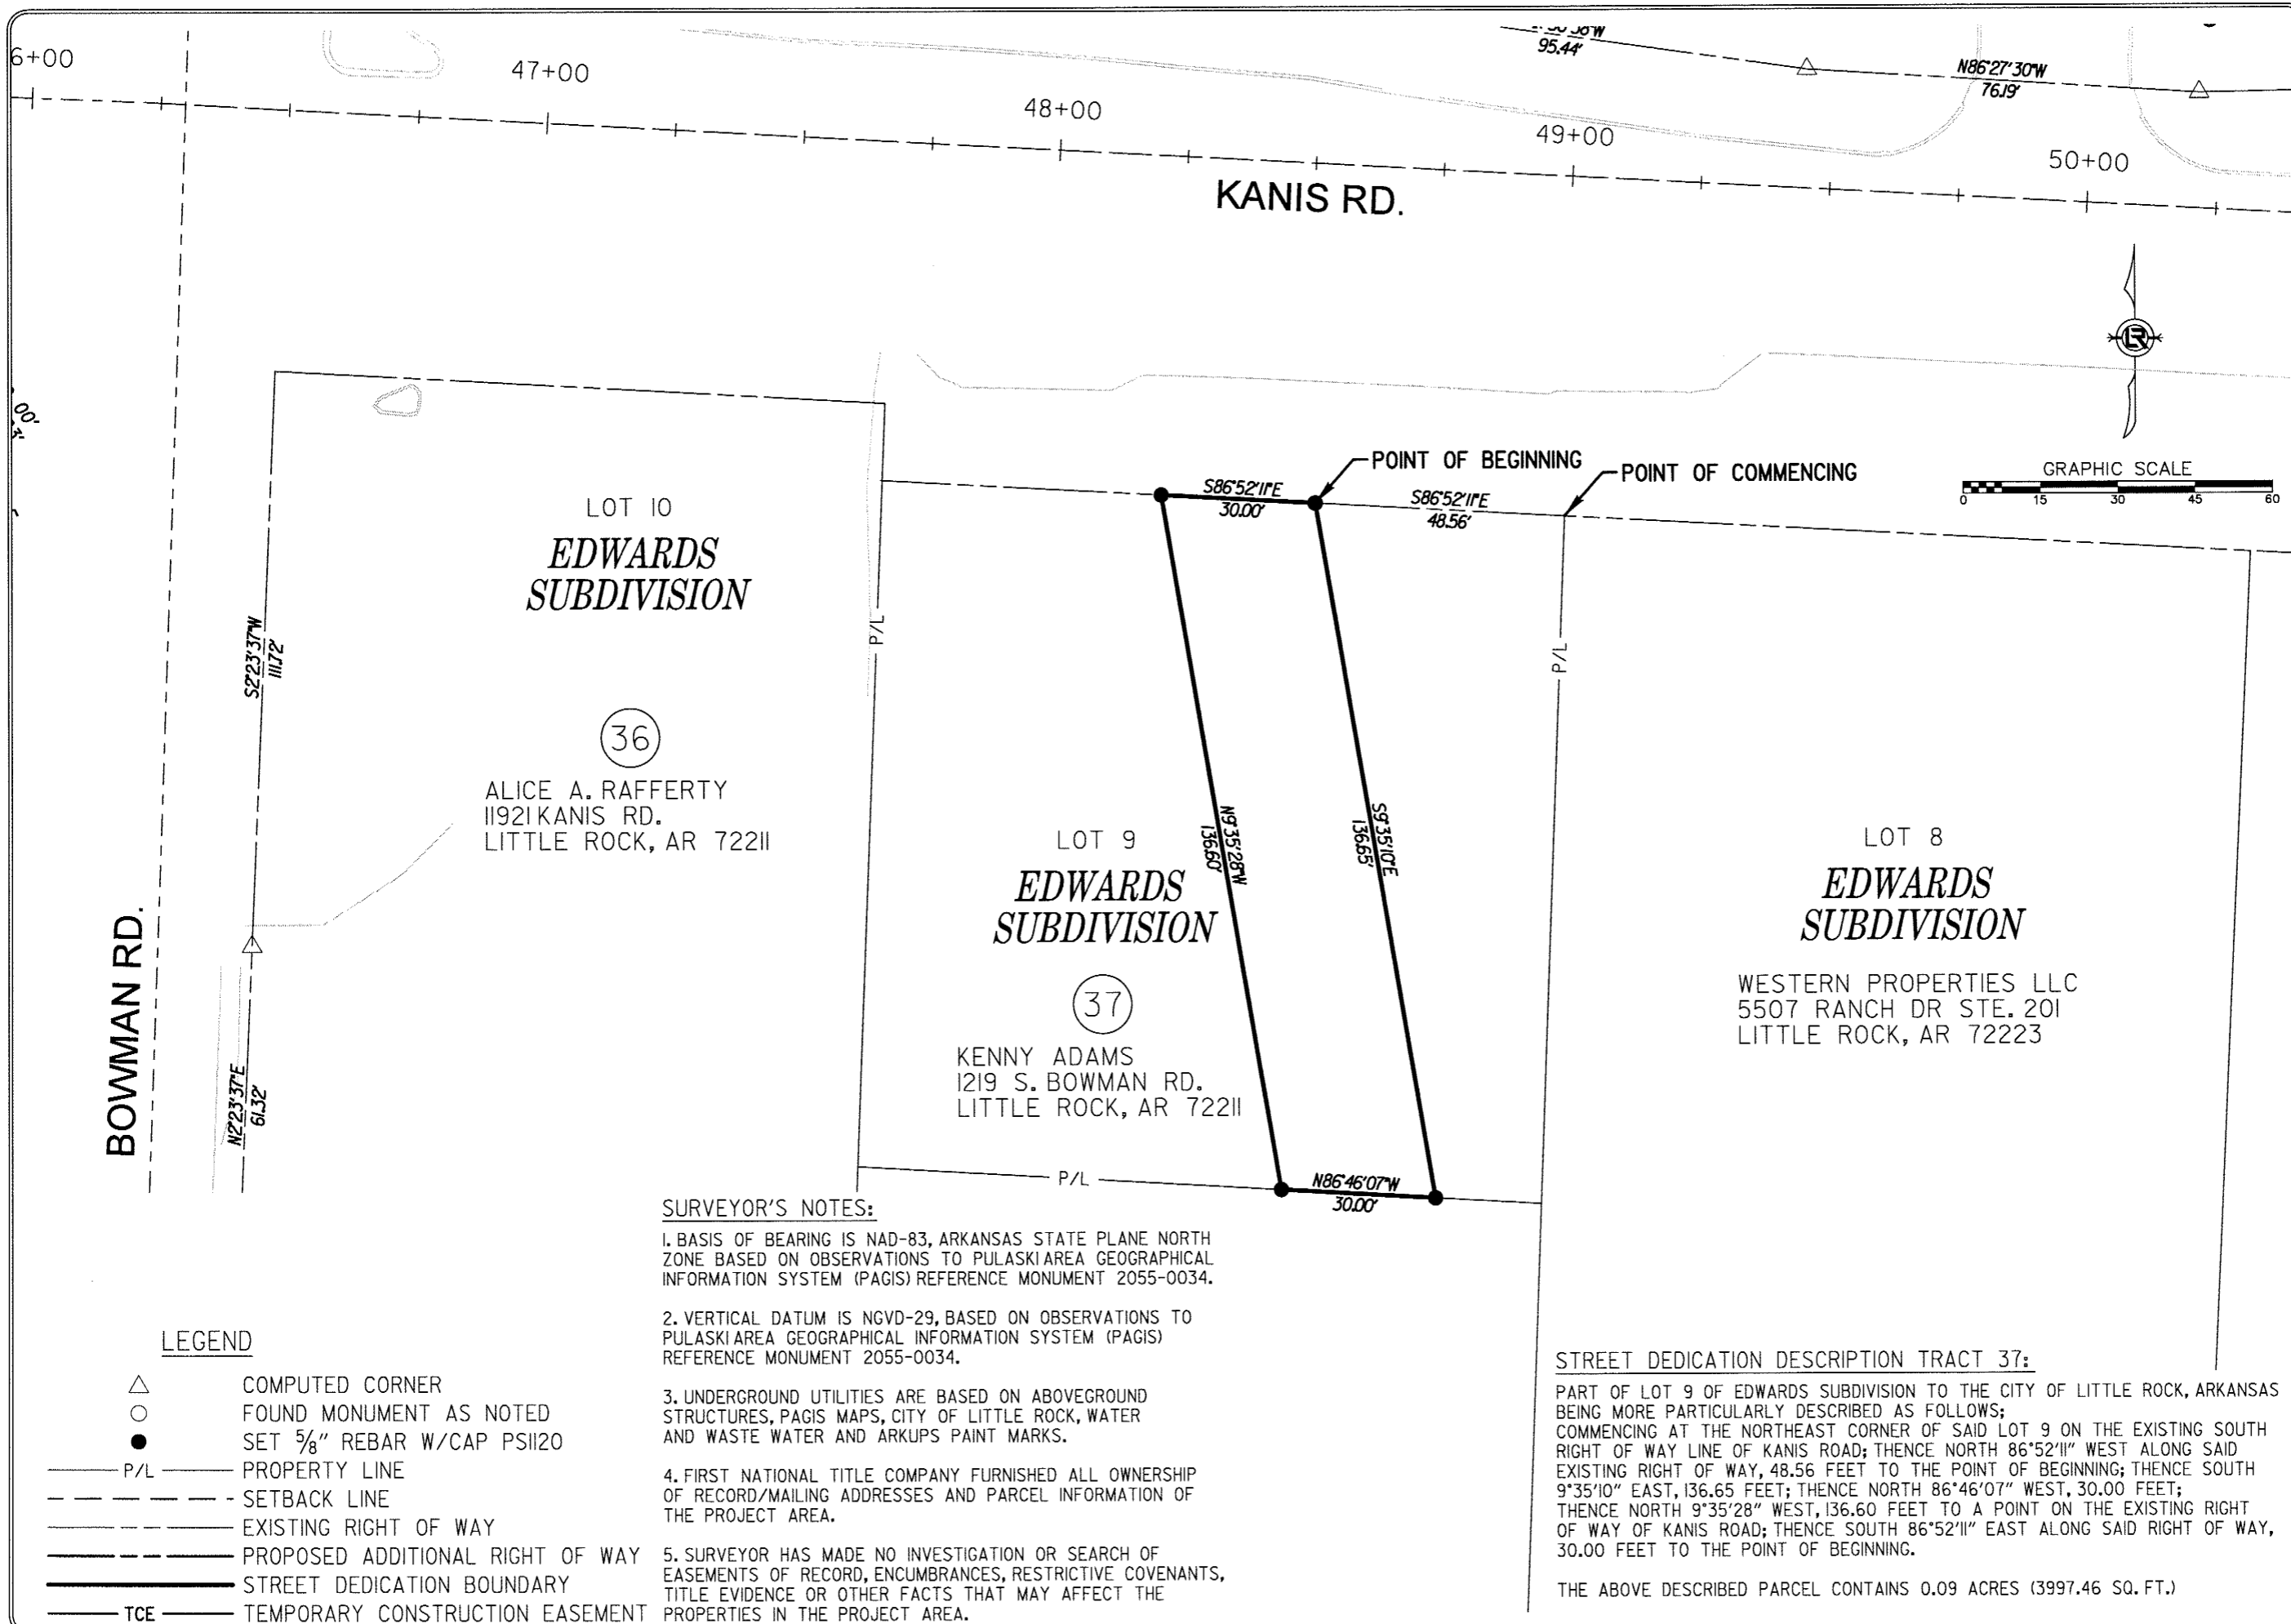 6+00
47+00
48+00
49+00
50+00
95.44'
N86°27'30"W
76.19'
KANIS RD.
POINT OF BEGINNING
POINT OF COMMENCING
GRAPHIC SCALE
0 15 30 45 60
S86°52'11"E
30.00'
S86°52'11"E
48.56'
LOT 10
EDWARDS
SUBDIVISION
S2°23'37"W
111.72'
P/L
P/L
36
ALICE A. RAFFERTY
11921 KANIS RD.
LITTLE ROCK, AR 72211
N9°35'28"W
136.60'
S9°35'10"E
136.65'
LOT 9
EDWARDS
SUBDIVISION
37
KENNY ADAMS
1219 S. BOWMAN RD.
LITTLE ROCK, AR 72211
LOT 8
EDWARDS
SUBDIVISION
WESTERN PROPERTIES LLC
5507 RANCH DR STE. 201
LITTLE ROCK, AR 72223
BOWMAN RD.
N2°23'37"E
61.32'
P/L
N86°46'07"W
30.00'
SURVEYOR'S NOTES:
1. BASIS OF BEARING IS NAD-83, ARKANSAS STATE PLANE NORTH
ZONE BASED ON OBSERVATIONS TO PULASKI AREA GEOGRAPHICAL
INFORMATION SYSTEM (PAGIS) REFERENCE MONUMENT 2055-0034.
2. VERTICAL DATUM IS NGVD-29, BASED ON OBSERVATIONS TO
PULASKI AREA GEOGRAPHICAL INFORMATION SYSTEM (PAGIS)
REFERENCE MONUMENT 2055-0034.
3. UNDERGROUND UTILITIES ARE BASED ON ABOVEGROUND
STRUCTURES, PAGIS MAPS, CITY OF LITTLE ROCK, WATER
AND WASTE WATER AND ARKUPS PAINT MARKS.
4. FIRST NATIONAL TITLE COMPANY FURNISHED ALL OWNERSHIP
OF RECORD/MAILING ADDRESSES AND PARCEL INFORMATION OF
THE PROJECT AREA.
5. SURVEYOR HAS MADE NO INVESTIGATION OR SEARCH OF
EASEMENTS OF RECORD, ENCUMBRANCES, RESTRICTIVE COVENANTS,
TITLE EVIDENCE OR OTHER FACTS THAT MAY AFFECT THE
PROPERTIES IN THE PROJECT AREA.
LEGEND
COMPUTED CORNER
FOUND MONUMENT AS NOTED
SET 5/8" REBAR W/CAP PS1120
P/L PROPERTY LINE
SETBACK LINE
EXISTING RIGHT OF WAY
PROPOSED ADDITIONAL RIGHT OF WAY
STREET DEDICATION BOUNDARY
TCE TEMPORARY CONSTRUCTION EASEMENT
STREET DEDICATION DESCRIPTION TRACT 37:
PART OF LOT 9 OF EDWARDS SUBDIVISION TO THE CITY OF LITTLE ROCK, ARKANSAS
BEING MORE PARTICULARLY DESCRIBED AS FOLLOWS;
COMMENCING AT THE NORTHEAST CORNER OF SAID LOT 9 ON THE EXISTING SOUTH
RIGHT OF WAY LINE OF KANIS ROAD; THENCE NORTH 86°52'11" WEST ALONG SAID
EXISTING RIGHT OF WAY, 48.56 FEET TO THE POINT OF BEGINNING; THENCE SOUTH
9°35'10" EAST, 136.65 FEET; THENCE NORTH 86°46'07" WEST, 30.00 FEET;
THENCE NORTH 9°35'28" WEST, 136.60 FEET TO A POINT ON THE EXISTING RIGHT
OF WAY OF KANIS ROAD; THENCE SOUTH 86°52'11" EAST ALONG SAID RIGHT OF WAY,
30.00 FEET TO THE POINT OF BEGINNING.
THE ABOVE DESCRIBED PARCEL CONTAINS 0.09 ACRES (3997.46 SQ. FT.)